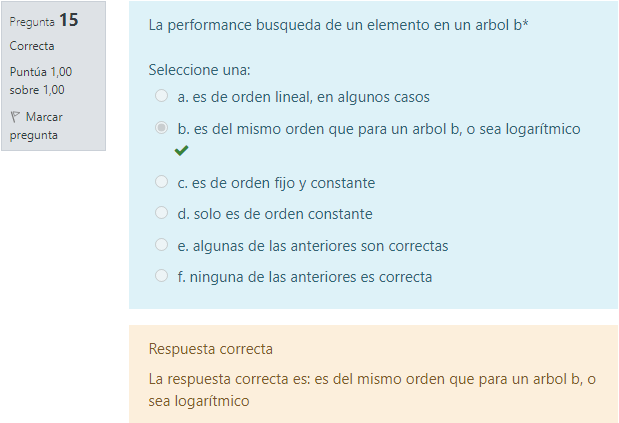 Pregunta 15
Correcta
Puntúa 1,00
sobre 1,00
Marcar
pregunta
La performance busqueda de un elemento en un arbol b*
Seleccione una:
a. es de orden lineal, en algunos casos
b. es del mismo orden que para un arbol b, o sea logarítmico
c. es de orden fijo y constante
d. solo es de orden constante
e. algunas de las anteriores son correctas
f. ninguna de las anteriores es correcta
Respuesta correcta
La respuesta correcta es: es del mismo orden que para un arbol b, o
sea logarítmico